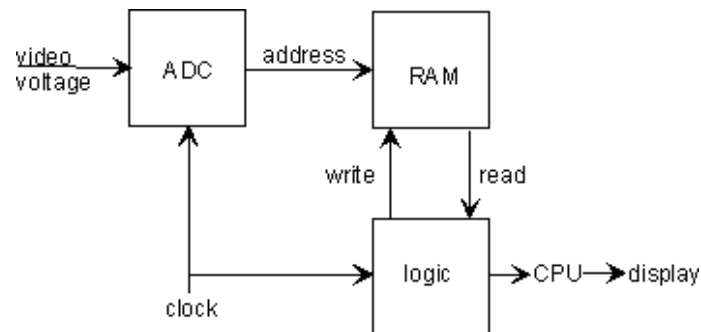 video
voltage
ADC
address
RAM
write
read
clock
logic
CPU
display